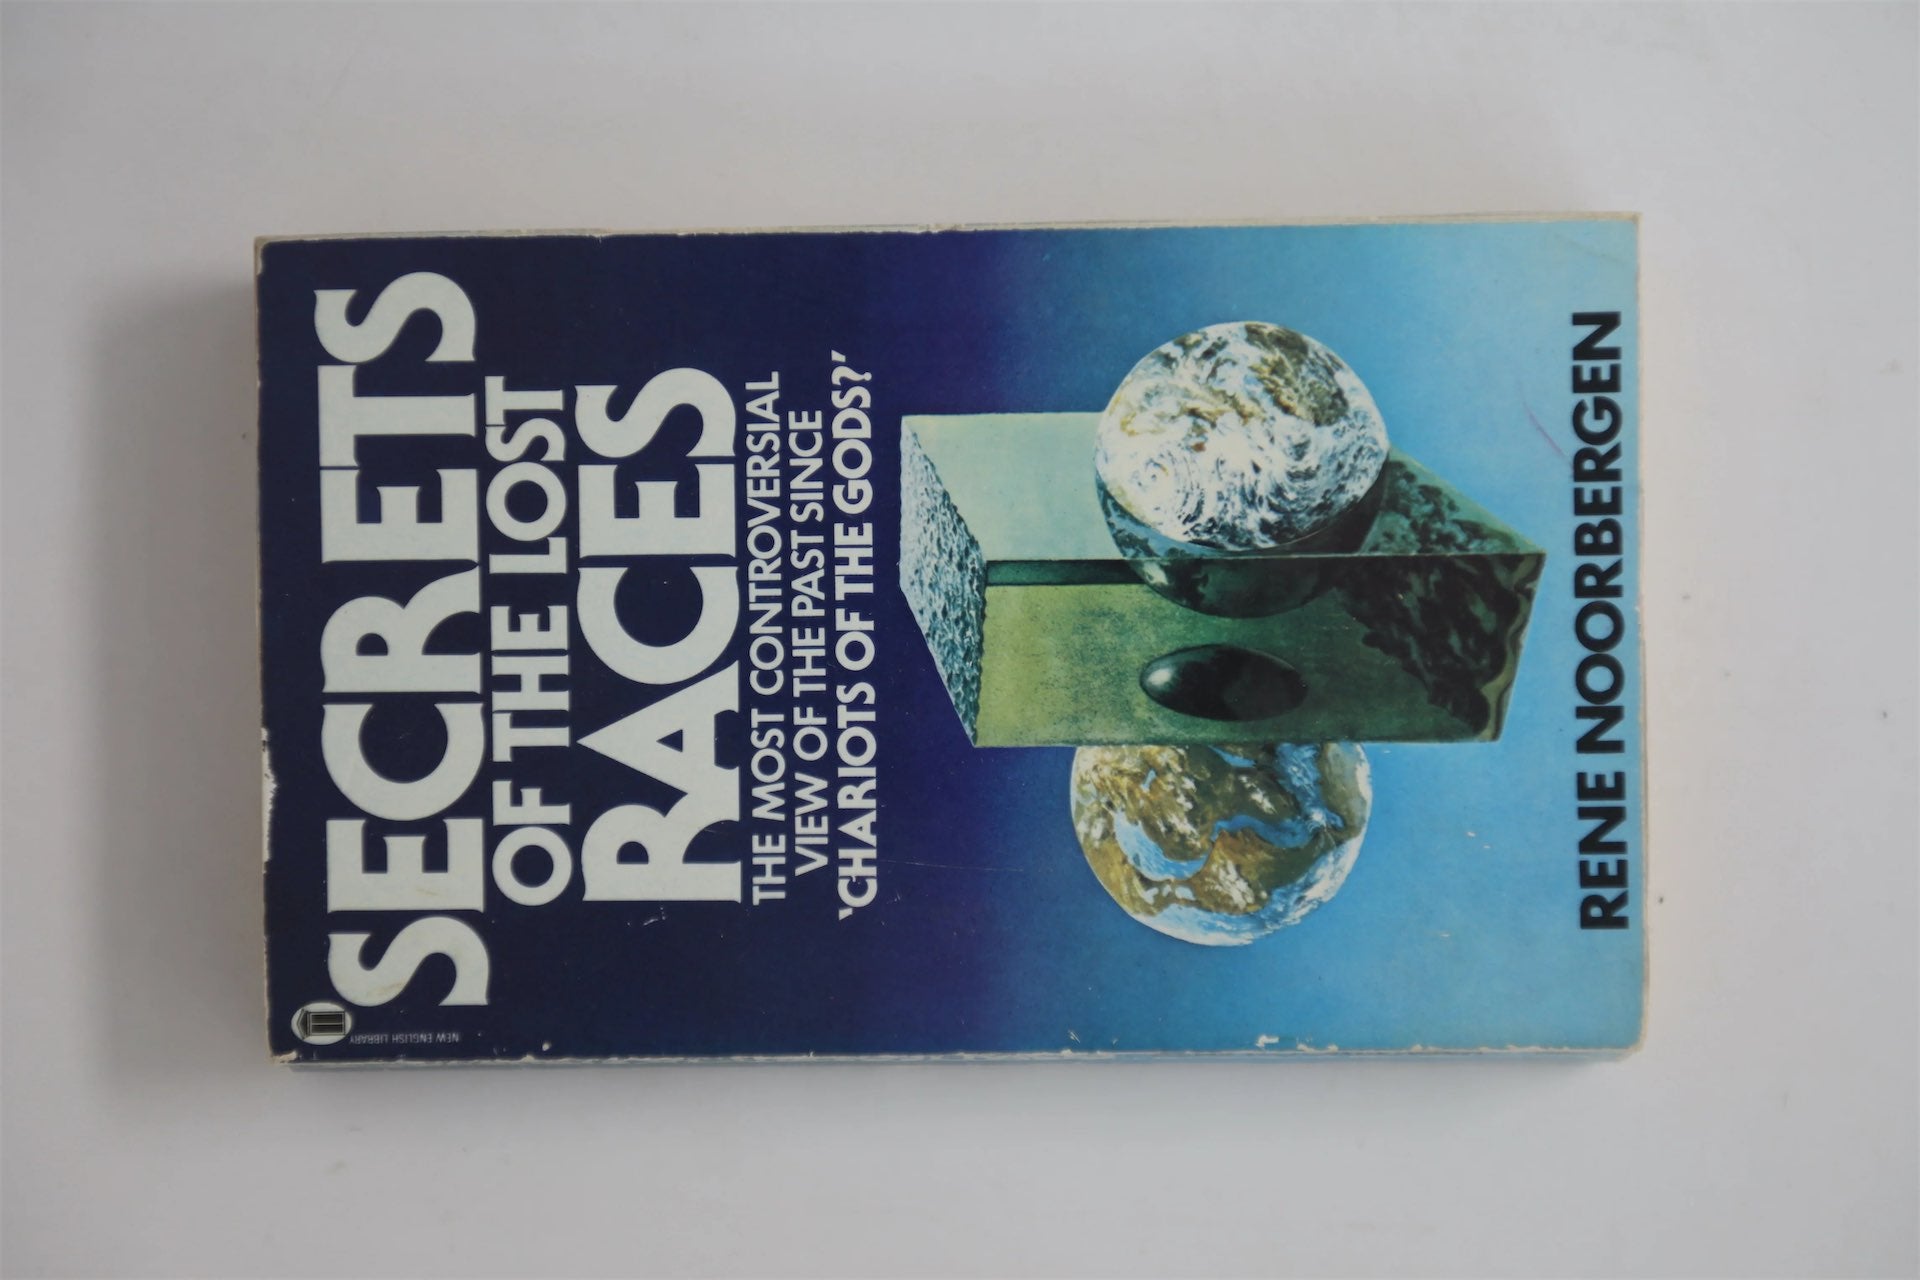 NEW ENGLISH LIBRARY
SECRETS
OF THE LOST
RACES
THE MOST CONTROVERSIAL
VIEW OF THE PAST SINCE
'CHARIOTS OF THE GODS?'
RENE NOORBERGEN